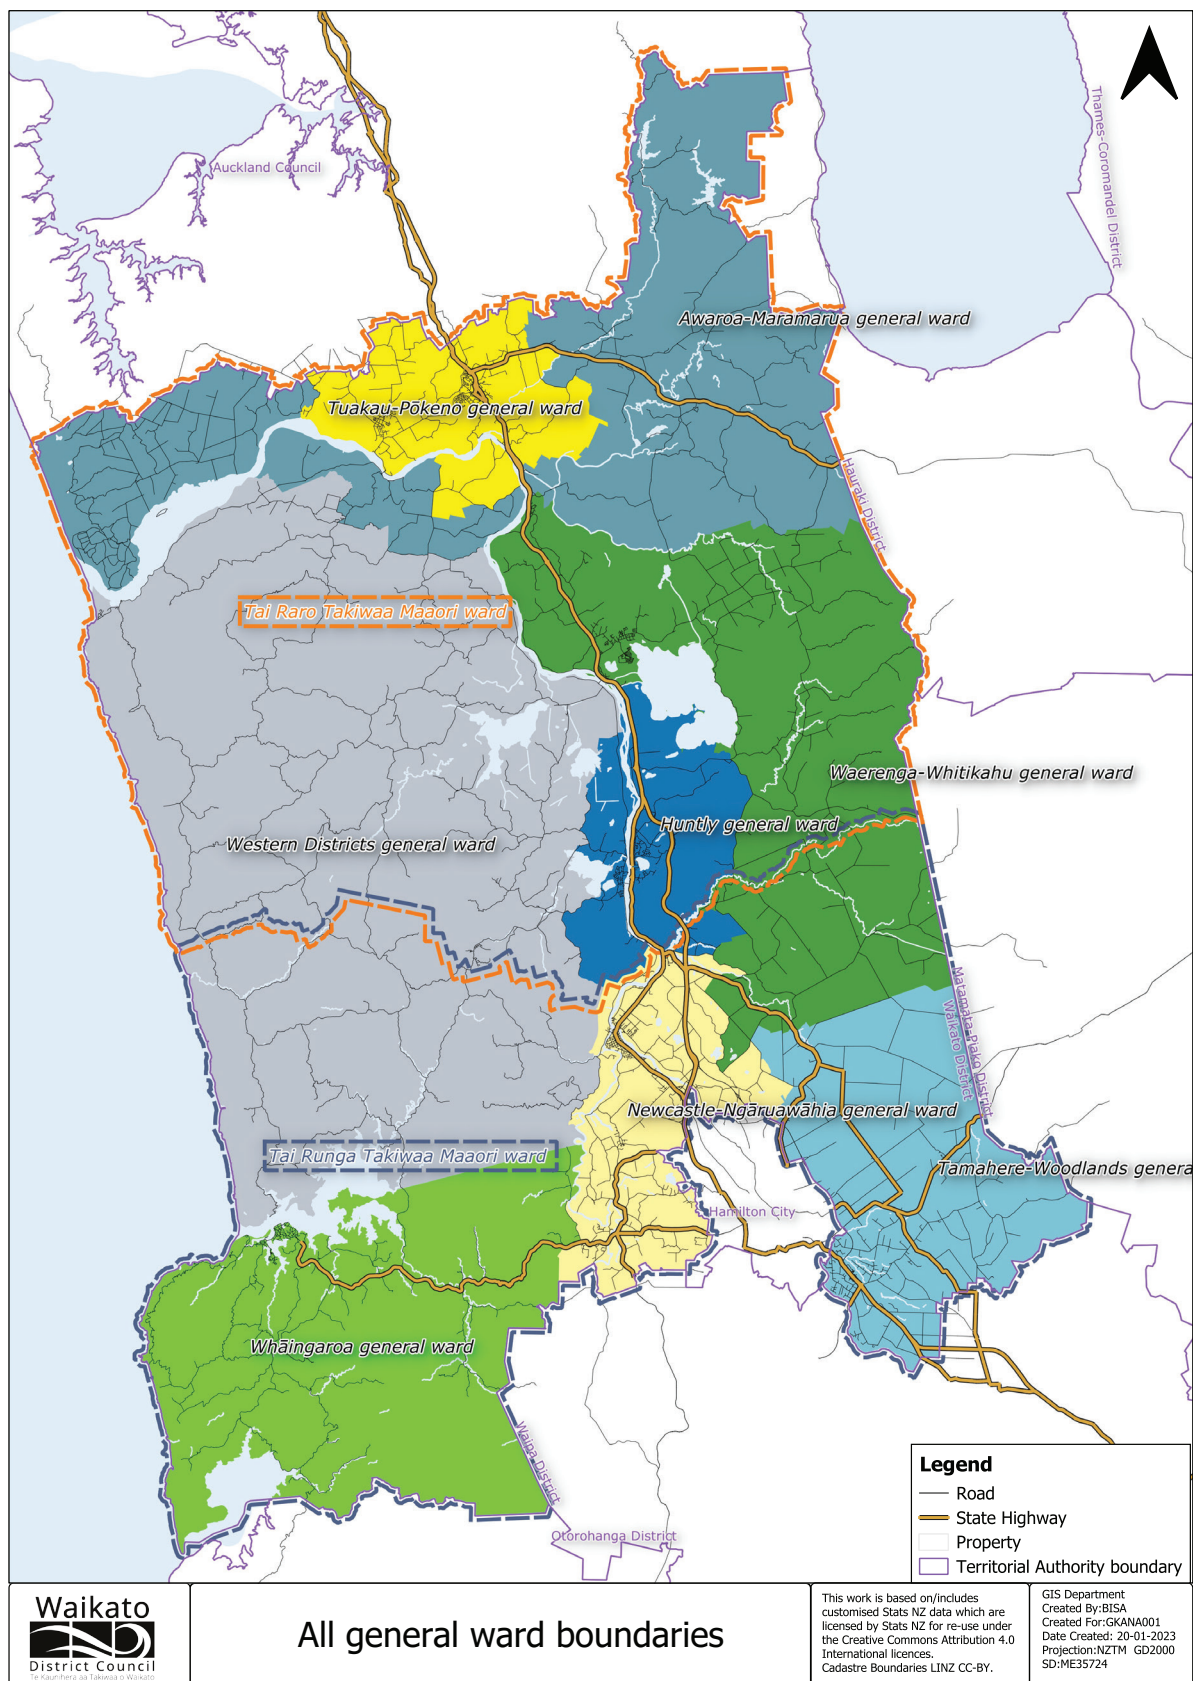 Auckland Council
Thames-Coromandel District
Awaroa-Maramarua general ward
Tuakau-Pōkeno general ward
Hauraki District
Tai Raro Takiwaa Maaori ward
Waerenga-Whitikahu general ward
Huntly general ward
Western Districts general ward
Matamata-Piako District
Waikato District
Newcastle-Ngāruawāhia general ward
Tai Runga Takiwaa Maaori ward
Tamahere-Woodlands genera
Hamilton City
Whāingaroa general ward
Waipa District
Otorohanga District
Legend
Road
State Highway
Property
Territorial Authority boundary
Waikato
District Council
Te Kaunihera aa Takiwaa o Waikato
All general ward boundaries
This work is based on/includes
customised Stats NZ data which are
licensed by Stats NZ for re-use under
the Creative Commons Attribution 4.0
International licences.
Cadastre Boundaries LINZ CC-BY.
GIS Department
Created By:BISA
Created For:GKANA001
Date Created: 20-01-2023
Projection:NZTM GD2000
SD:ME35724